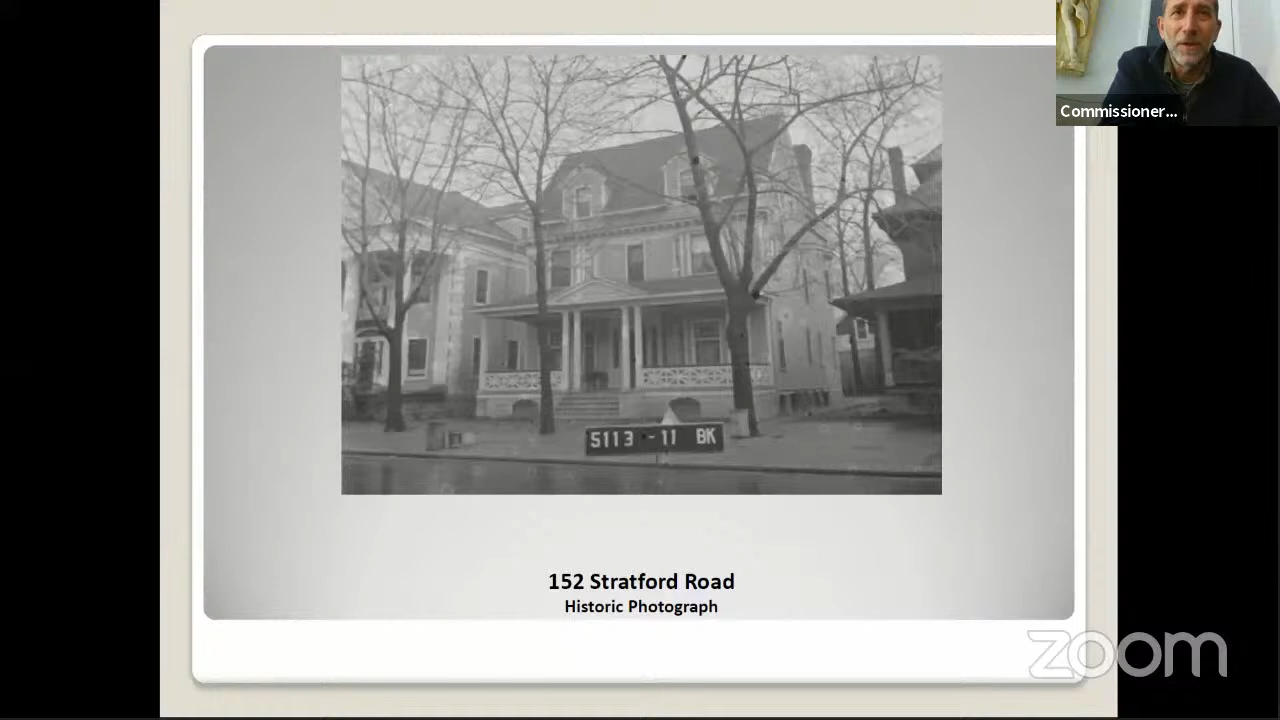 Commissioner...
5113 - 11 BK
152 Stratford Road
Historic Photograph
zoom